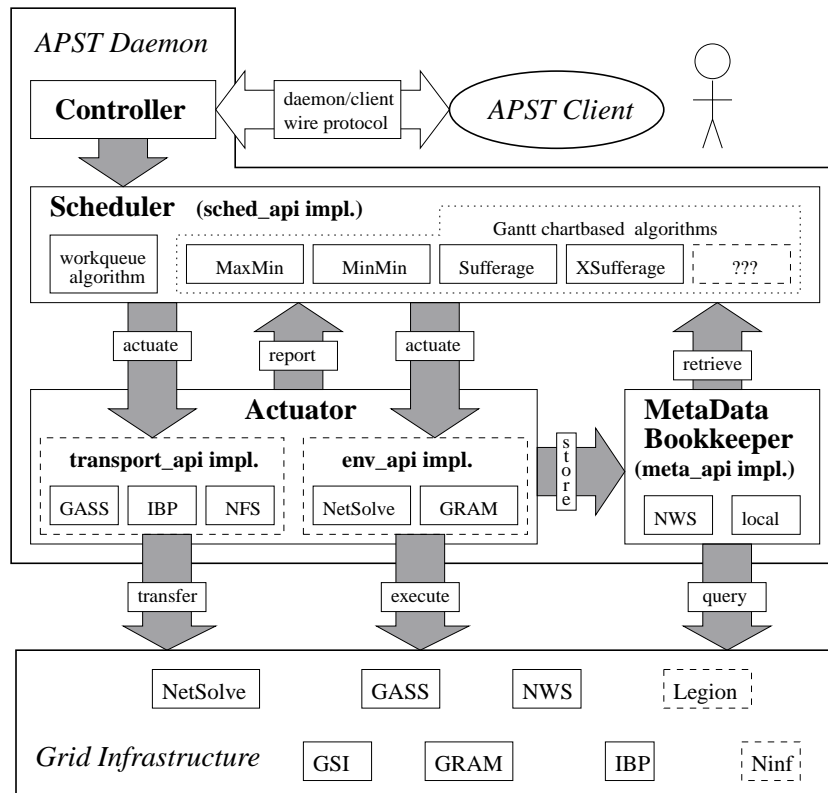 APST Daemon
Controller
daemon/client
wire protocol
APST Client
Scheduler (sched_api impl.)
Gantt chartbased algorithms
workqueue
algorithm
MaxMin
MinMin
Sufferage
XSufferage
???
actuate
report
actuate
retrieve
Actuator
MetaData
Bookkeeper
(meta_api impl.)
transport_api impl.
env_api impl.
store
GASS
IBP
NFS
NetSolve
GRAM
NWS
local
transfer
execute
query
NetSolve
GASS
NWS
Legion
Grid Infrastructure
GSI
GRAM
IBP
Ninf